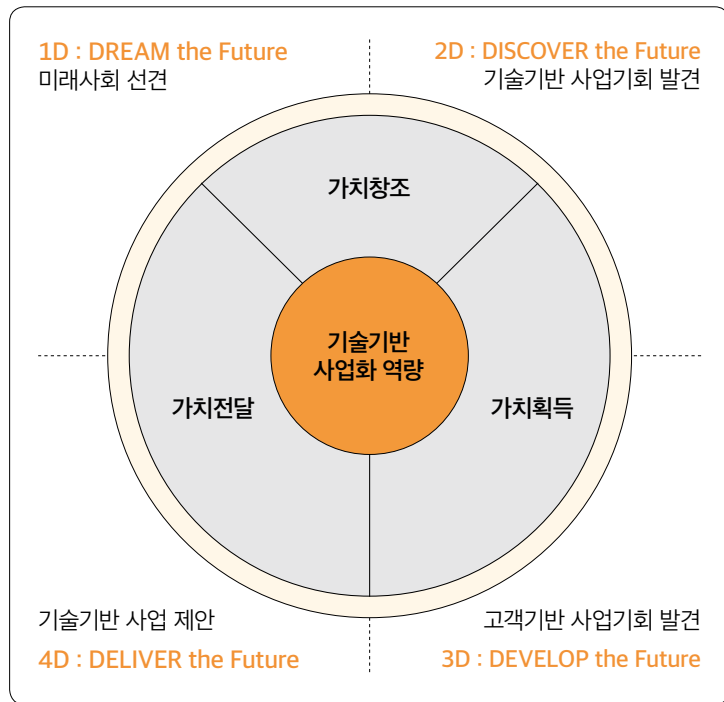 1D : DREAM the Future
미래사회 선견
2D : DISCOVER the Future
기술기반 사업기회 발견
가치창조
기술기반
사업화 역량
가치전달
가치획득
기술기반 사업 제안
4D : DELIVER the Future
고객기반 사업기회 발견
3D : DEVELOP the Future